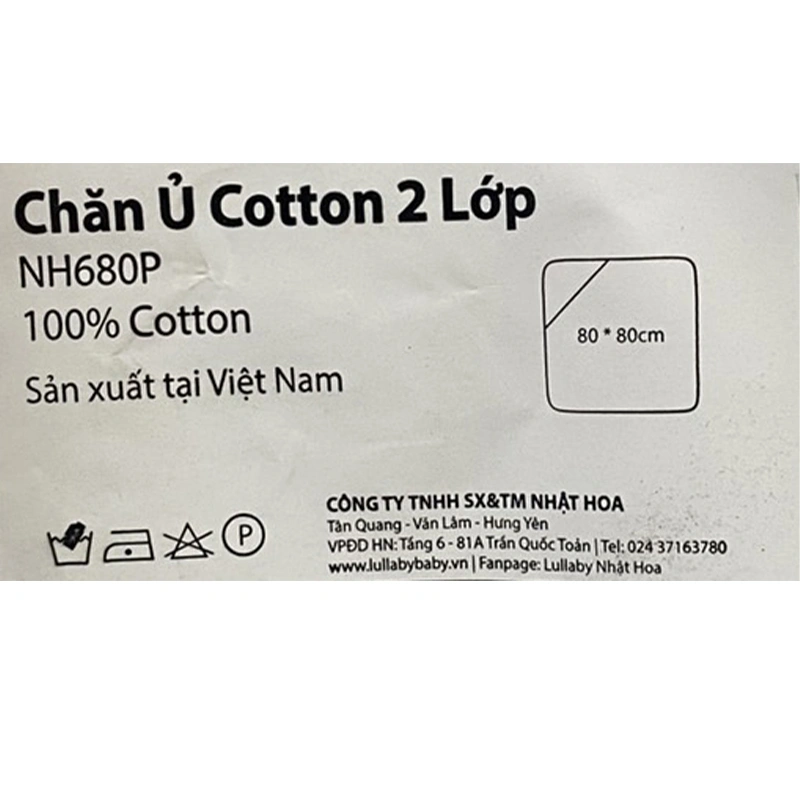 Chăn Ủ Cotton 2 Lớp
NH680P
100% Cotton
Sản xuất tại Việt Nam
80 * 80cm
P
CÔNG TY TNHH SX&TM NHẬT HOA
Tân Quang - Văn Lâm - Hưng Yên
VPĐD HN: Tầng 6 - 81A Trần Quốc Toản | Tel: 024 37163780
www.lullabybaby.vn | Fanpage: Lullaby Nhật Hoa